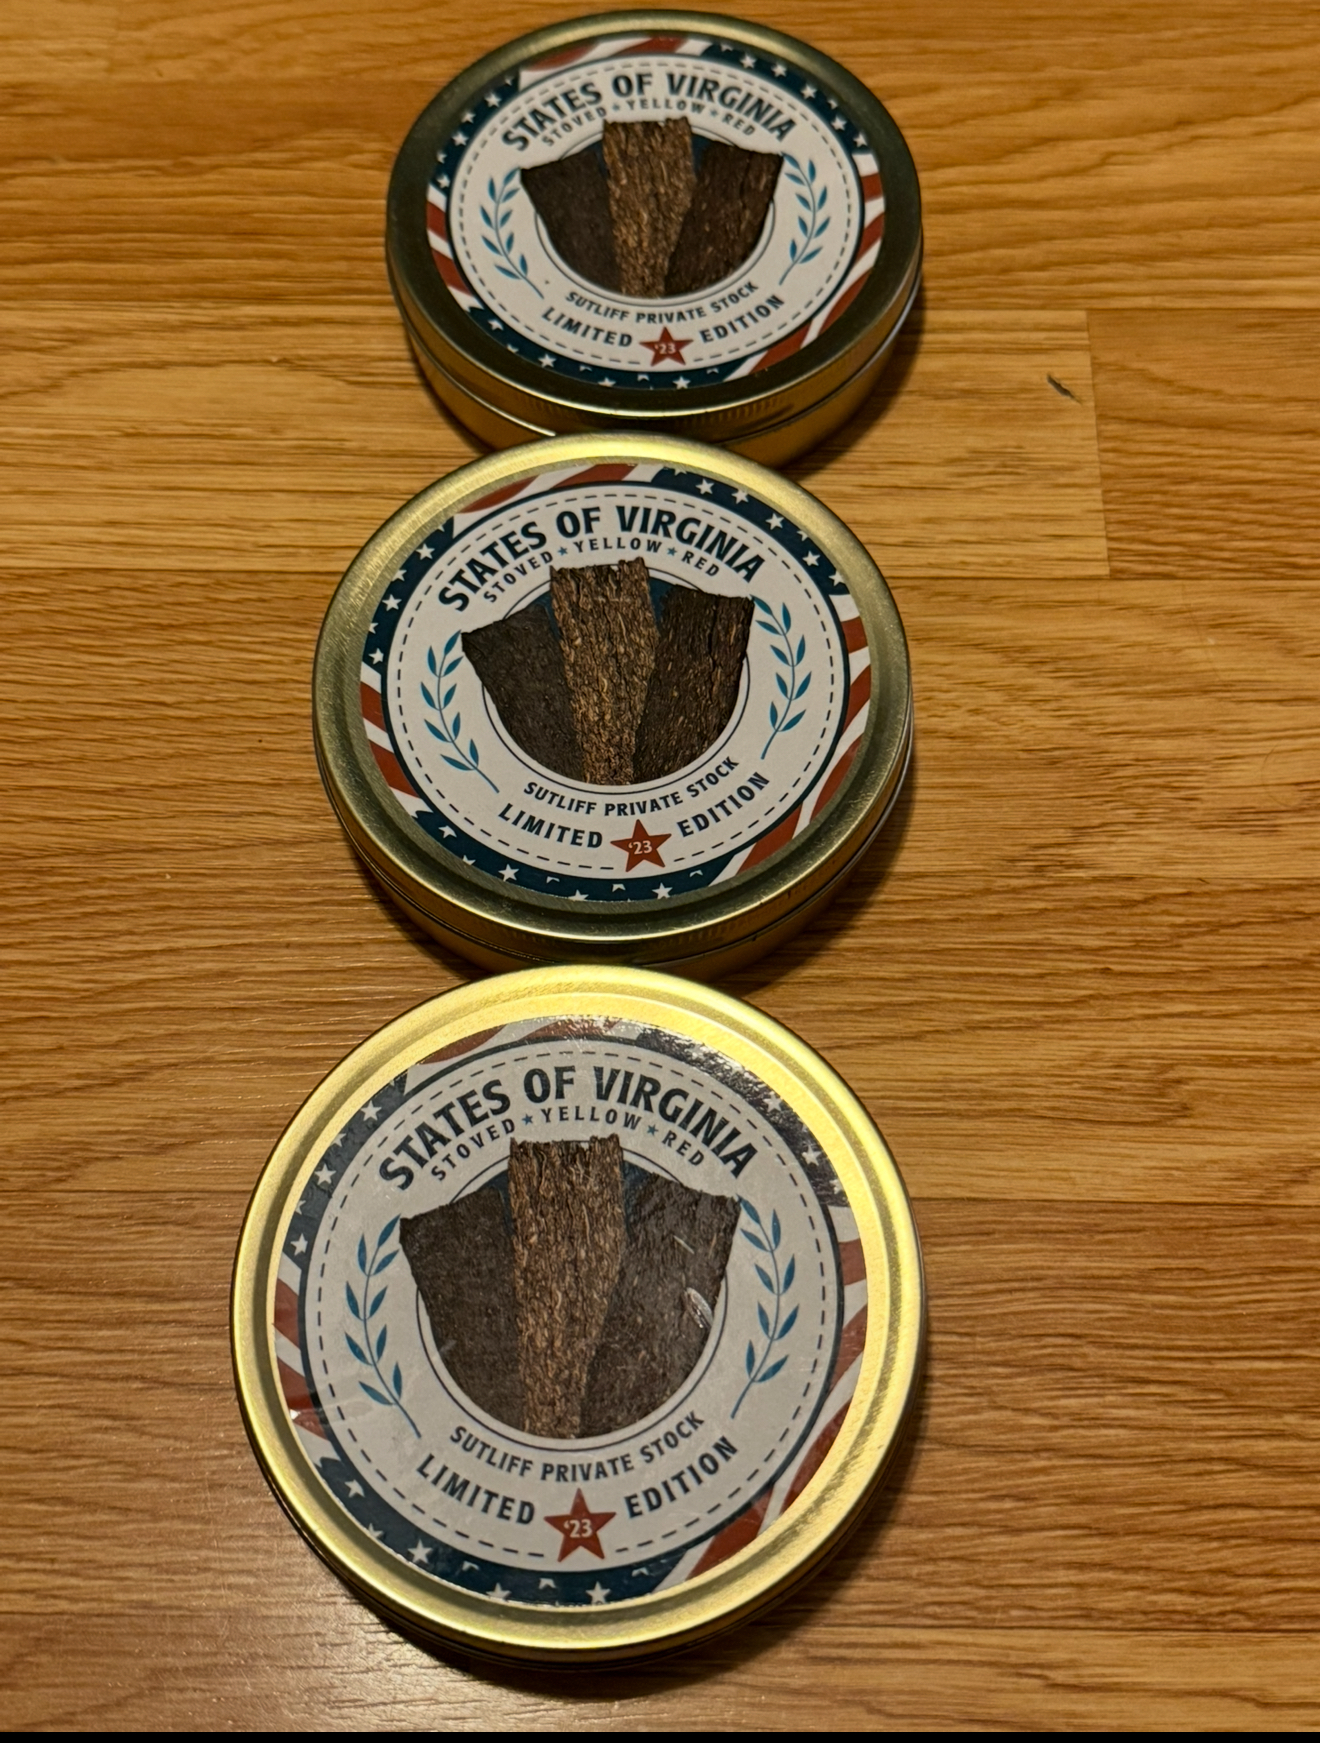 STATES OF VIRGINIA
STOVED ★ YELLOW ★ RED
SUTLIFF PRIVATE STOCK
LIMITED '23 EDITION
STATES OF VIRGINIA
STOVED ★ YELLOW ★ RED
SUTLIFF PRIVATE STOCK
LIMITED '23 EDITION
STATES OF VIRGINIA
STOVED ★ YELLOW ★ RED
SUTLIFF PRIVATE STOCK
LIMITED '23 EDITION